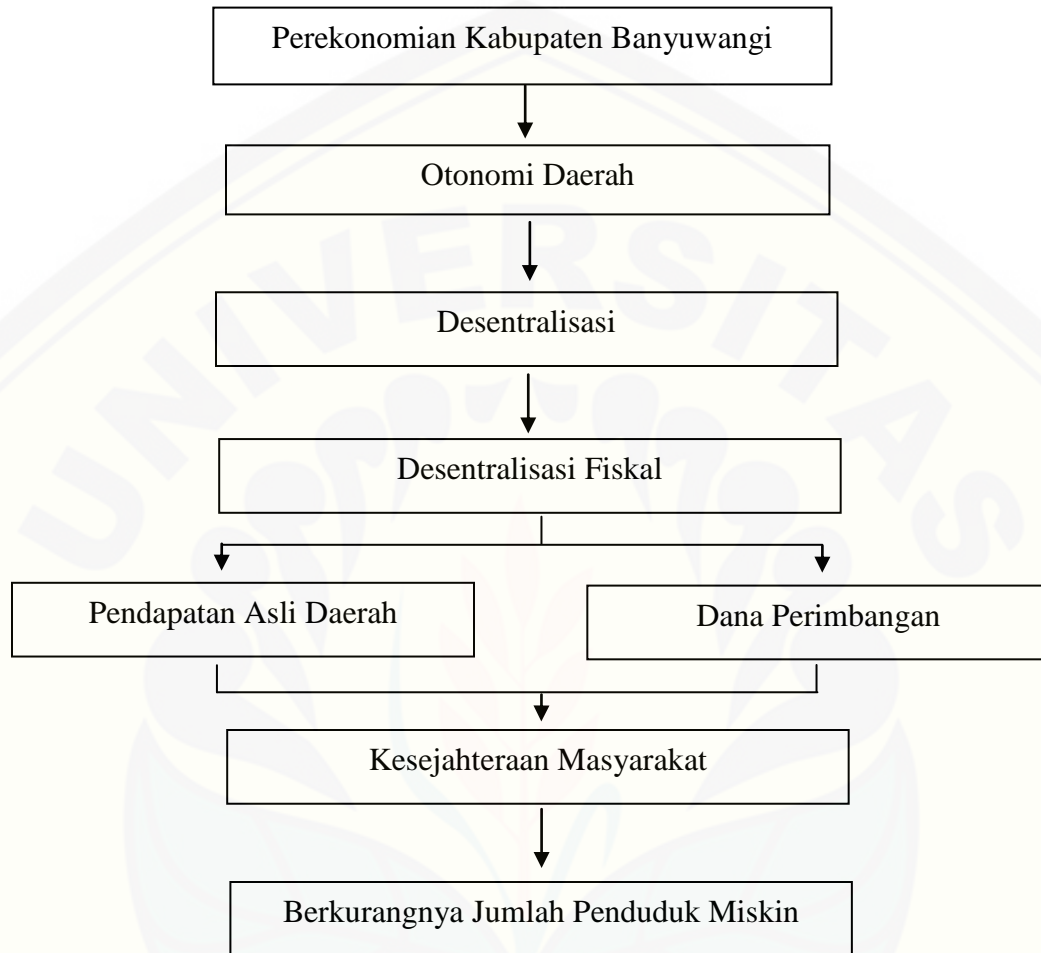 Perekonomian Kabupaten Banyuwangi
Otonomi Daerah
Desentralisasi
Desentralisasi Fiskal
Pendapatan Asli Daerah
Dana Perimbangan
Kesejahteraan Masyarakat
Berkurangnya Jumlah Penduduk Miskin
UNIVERSITAS